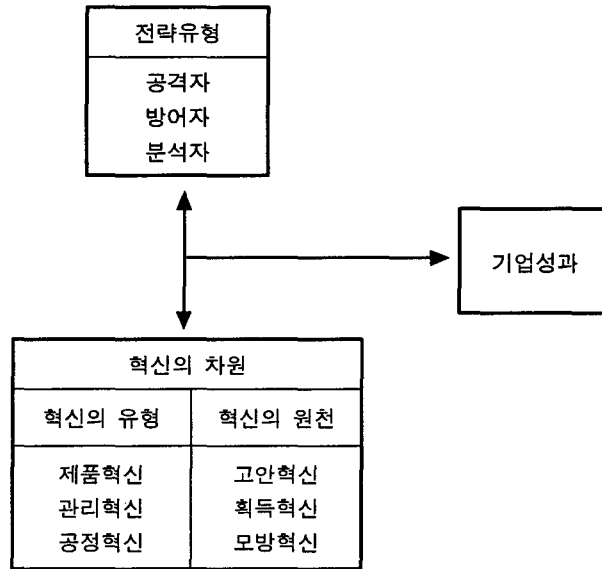 전략유형
공격자
방어자
분석자
기업성과
혁신의 차원
혁신의 유형 혁신의 원천
제품혁신 고안혁신
관리혁신 획득혁신
공정혁신 모방혁신